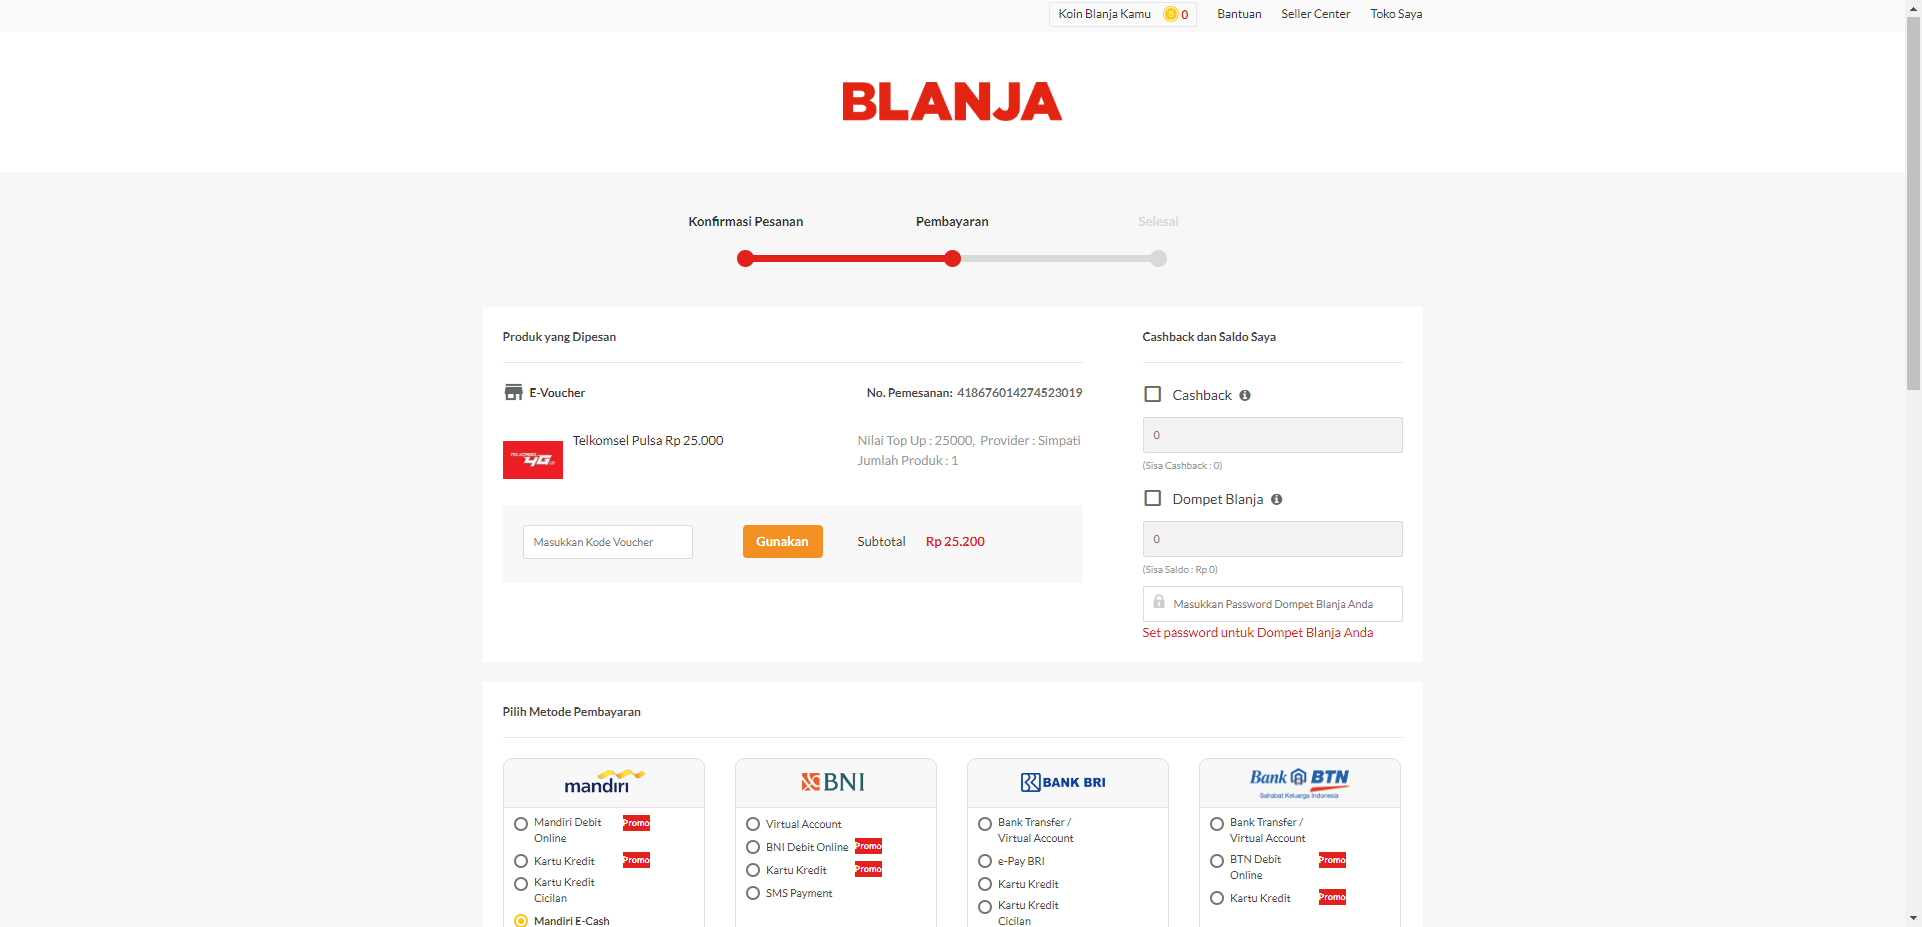 Koin Blanja Kamu 0 Bantuan Seller Center Toko Saya
BLANJA
Konfirmasi Pesanan Pembayaran Selesai
Produk yang Dipesan
E-Voucher No. Pemesanan: 418676014274523019
Telkomsel Pulsa Rp 25.000
Nilai Top Up : 25000, Provider : Simpati
Jumlah Produk : 1
TELKOMSEL
4G
Masukkan Kode Voucher Gunakan Subtotal Rp 25.200
Cashback dan Saldo Saya
Cashback
0
(Sisa Cashback : 0)
Dompet Blanja
0
(Sisa Saldo : Rp 0)
Masukkan Password Dompet Blanja Anda
Set password untuk Dompet Blanja Anda
Pilih Metode Pembayaran
mandiri
Mandiri Debit
Online
Promo
Kartu Kredit Promo
Kartu Kredit
Cicilan
Mandiri E-Cash
BNI
Virtual Account
BNI Debit Online Promo
Kartu Kredit Promo
SMS Payment
BANK BRI
Bank Transfer /
Virtual Account
e-Pay BRI
Kartu Kredit
Kartu Kredit
Cicilan
Bank BTN
Sahabat Keluarga Indonesia
Bank Transfer /
Virtual Account
BTN Debit
Online
Promo
Kartu Kredit Promo